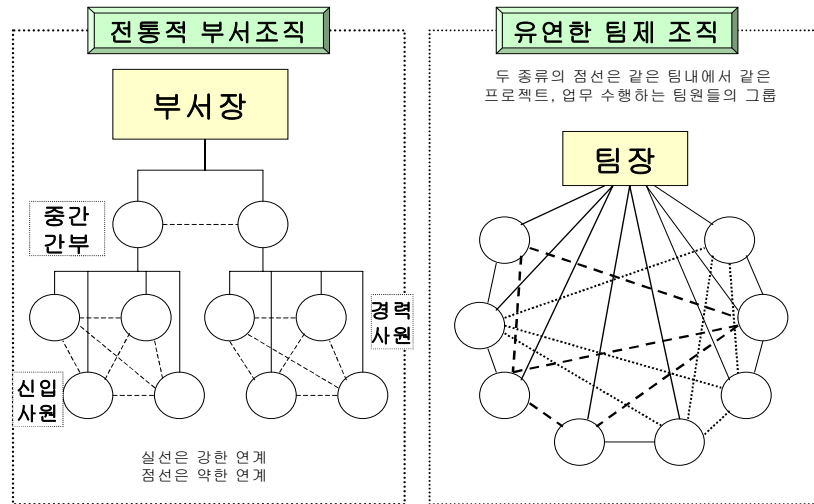 전통적 부서조직
부서장
중간
간부
경력
사원
신입
사원
실선은 강한 연계
점선은 약한 연계
유연한 팀제 조직
두 종류의 점선은 같은 팀내에서 같은
프로젝트, 업무 수행하는 팀원들의 그룹
팀장